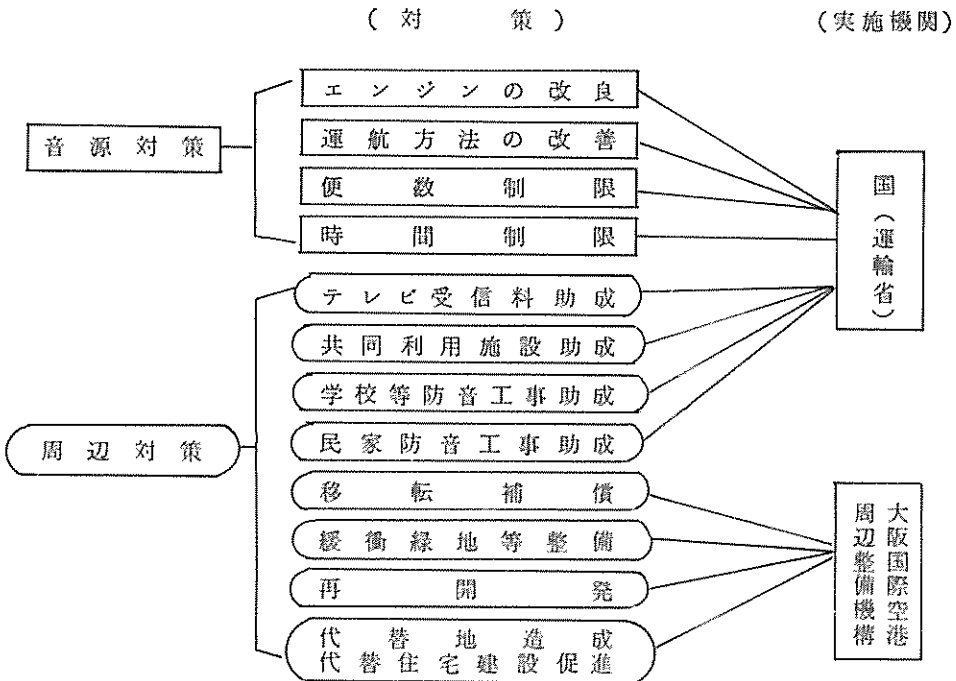 (対策)
(実施機関)
音源対策
エンジンの改良
運航方法の改善
便数制限
時間制限
国(運輸省)
周辺対策
テレビ受信料助成
共同利用施設助成
学校等防音工事助成
民家防音工事助成
移転補償
緩衝緑地等整備
再開発
代替地造成
代替住宅建設促進
大阪国際空港
周辺整備機構